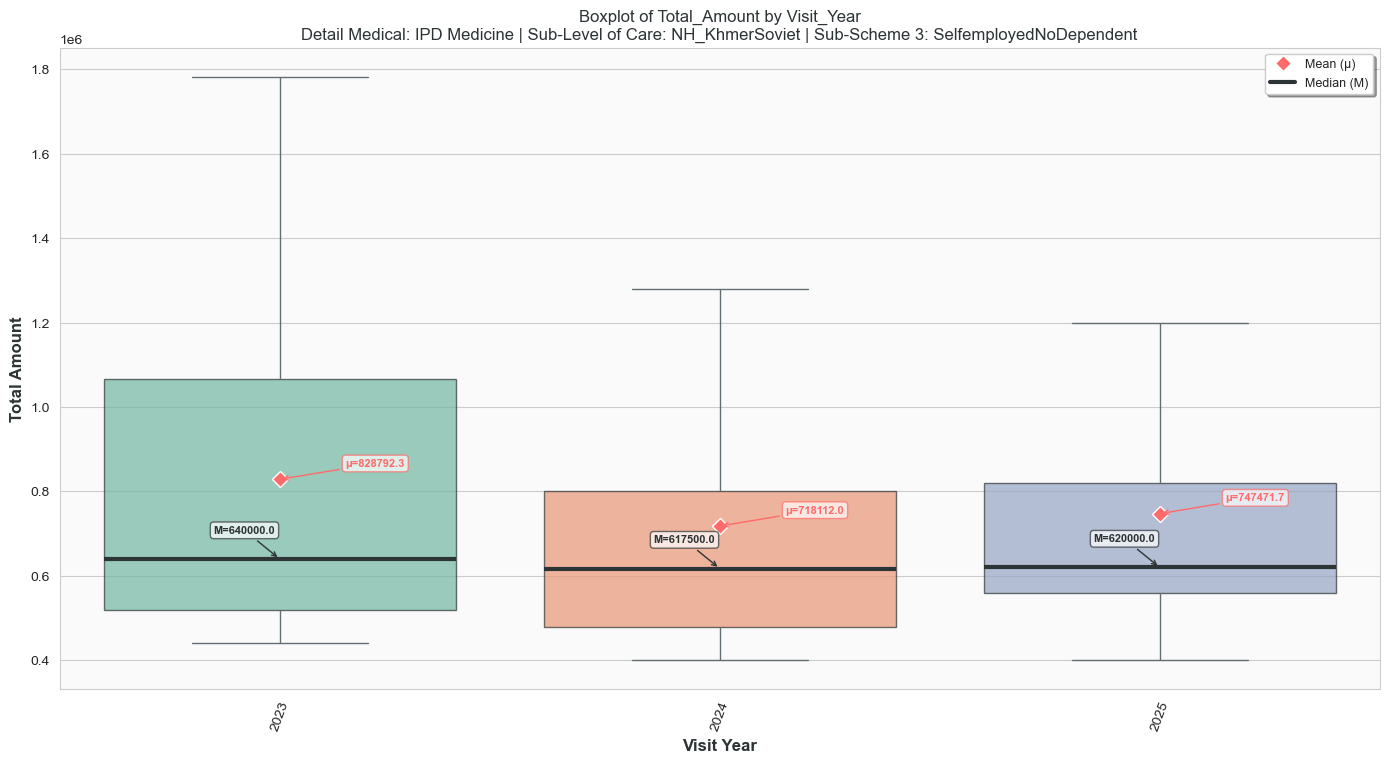 Boxplot of Total_Amount by Visit_Year
Detail Medical: IPD Medicine | Sub-Level of Care: NH_KhmerSoviet | Sub-Scheme 3: SelfemployedNoDependent
1e6
Mean (μ)
Median (M)
1.8
1.6
1.4
1.2
1.0
0.8
0.6
0.4
Total Amount
μ=828792.3
M=640000.0
μ=718112.0
M=617500.0
μ=747471.7
M=620000.0
2023
2024
2025
Visit Year